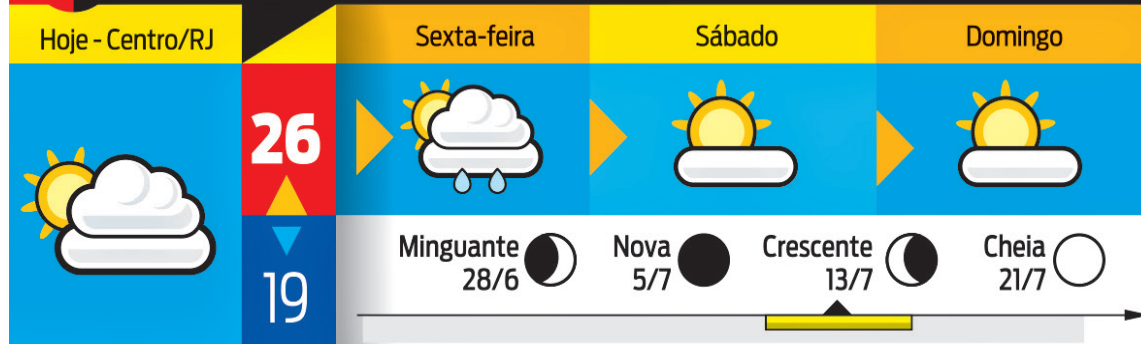 Hoje - Centro/RJ
Sexta-feira
Sábado
Domingo
26
19
Minguante
28/6
Nova
5/7
Crescente
13/7
Cheia
21/7